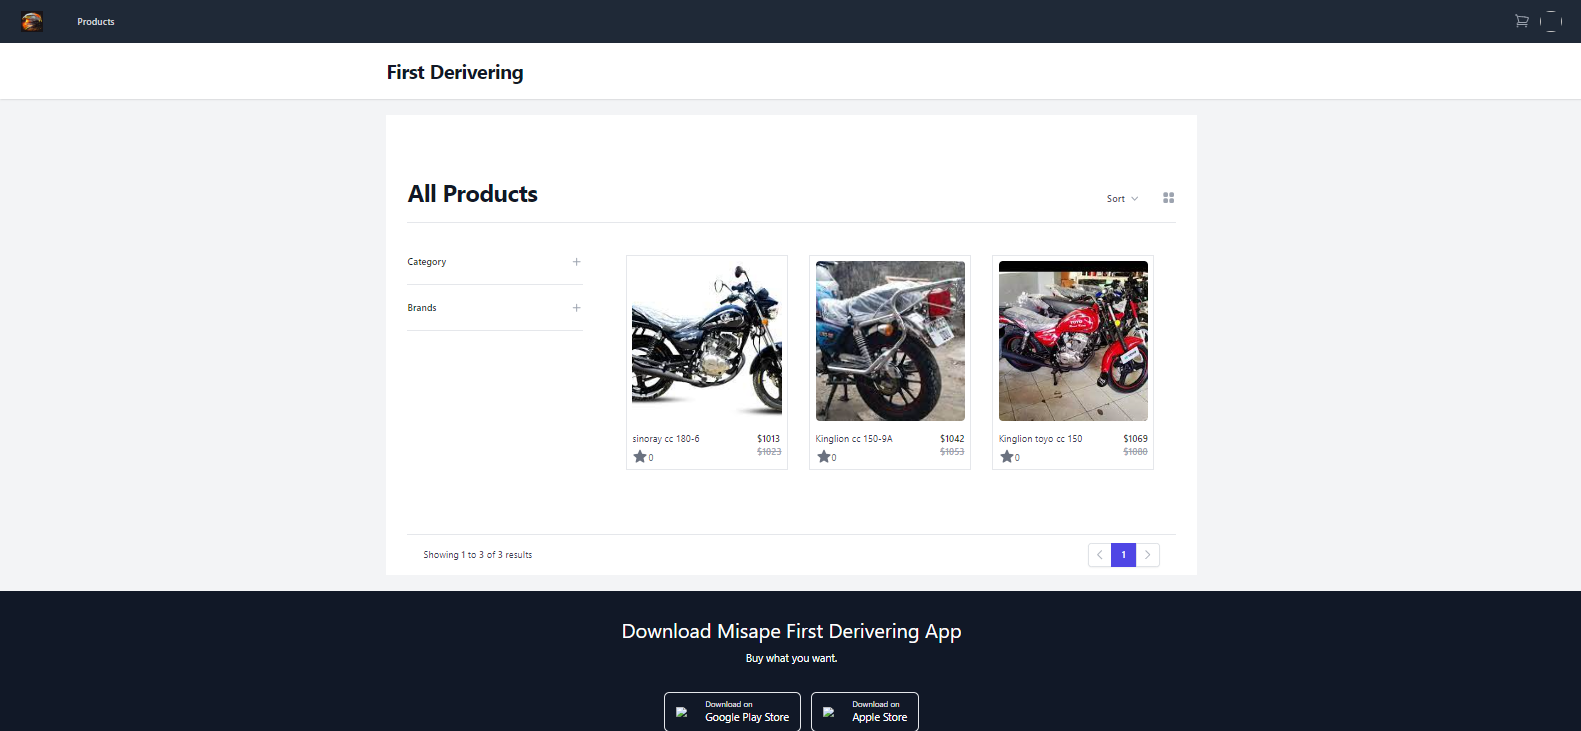 Products
First Derivering
All Products
Sort
Category
Brands
sinoray cc 180-6
$1013
$1023
0
Kinglion cc 150-9A
$1042
$1053
0
TOYO
Kinglion toyo cc 150
$1069
$1080
0
Showing 1 to 3 of 3 results
1
Download Misape First Derivering App
Buy what you want.
Download on
Google Play Store
Download on
Apple Store